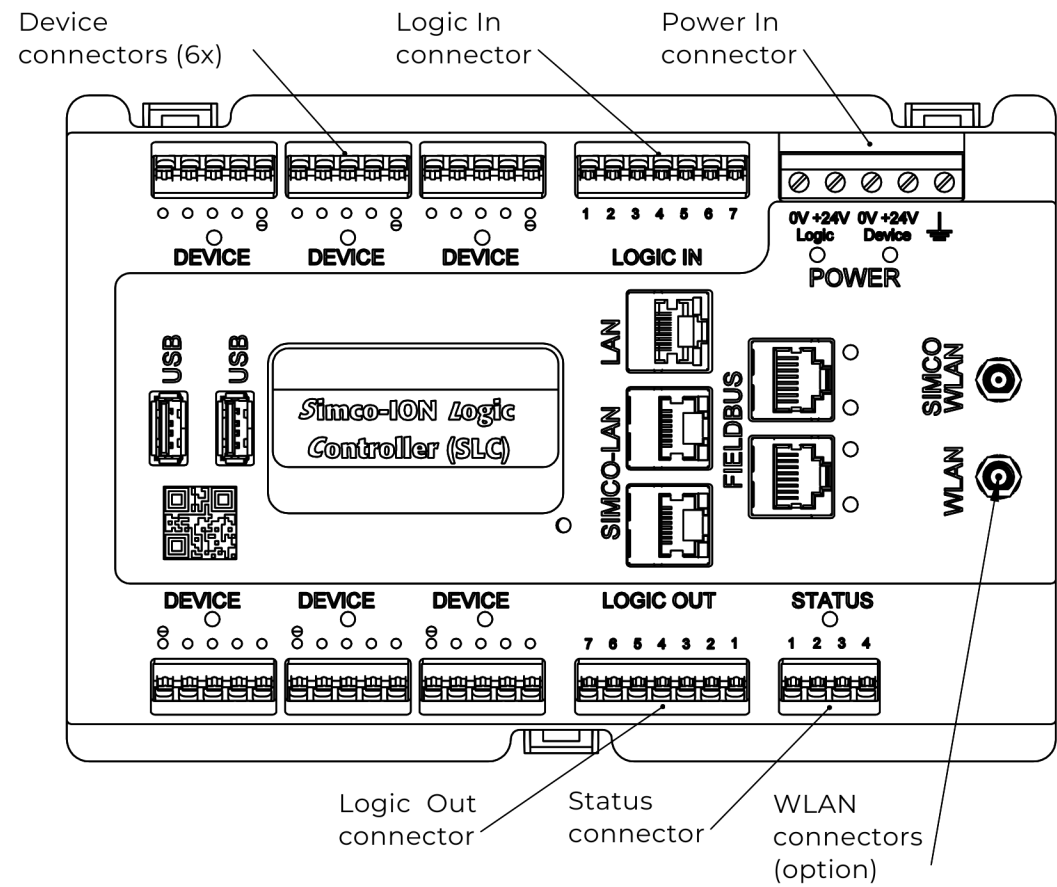 Device
connectors (6x)
Logic In
connector
Power In
connector
1 2 3 4 5 6 7
0V +24V 0V +24V
Logic Device
DEVICE DEVICE DEVICE LOGIC IN
POWER
USB USB
LAN
SIMCO-LAN
FIELDBUS
SIMCO
WLAN
WLAN
Simco-ION Logic
Controller (SLC)
DEVICE DEVICE DEVICE LOGIC OUT STATUS
7 6 5 4 3 2 1 1 2 3 4
Logic Out
connector
Status
connector
WLAN
connectors
(option)